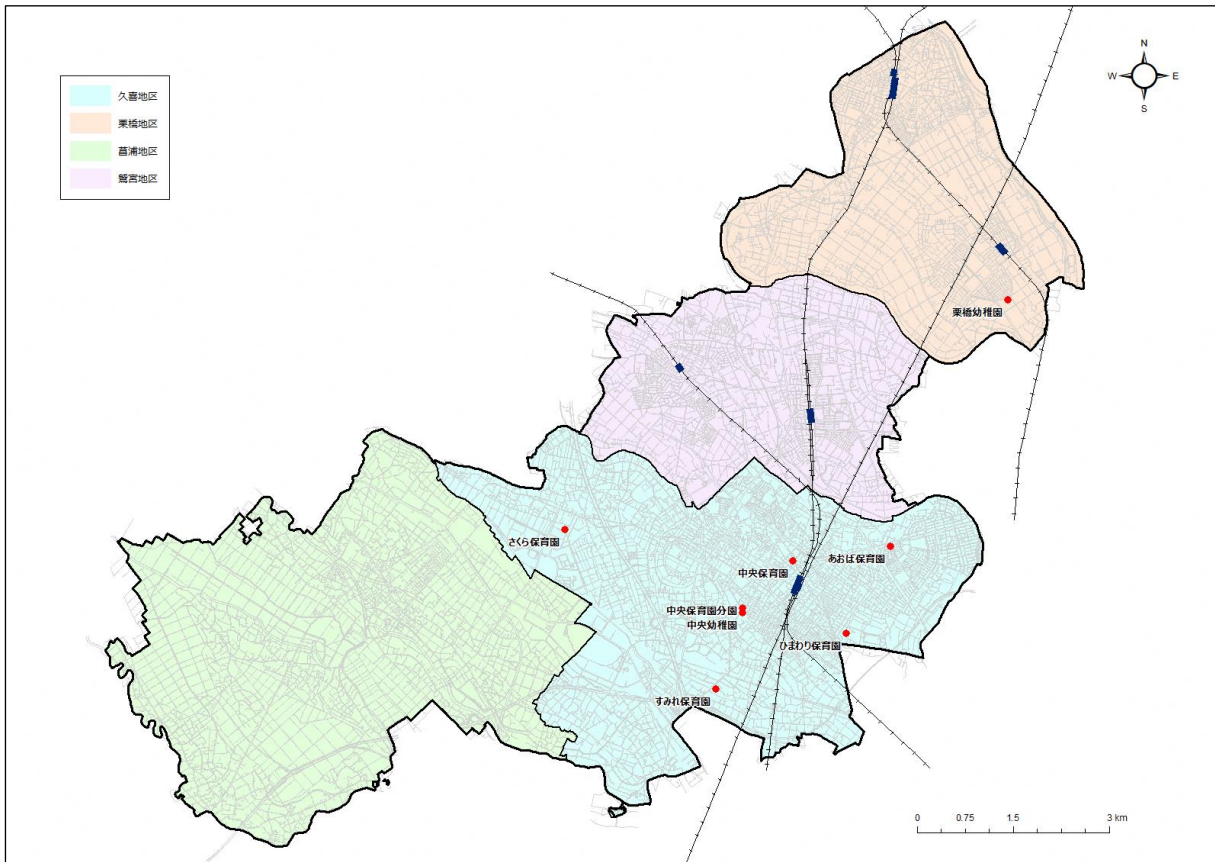 久喜地区
栗橋地区
菖蒲地区
鷲宮地区
N
W
E
S
栗橋幼稚園
さくら保育園
あおば保育園
中央保育園
中央保育園分園
中央幼稚園
ひまわり保育園
すみれ保育園
0 0.75 1.5 3 km